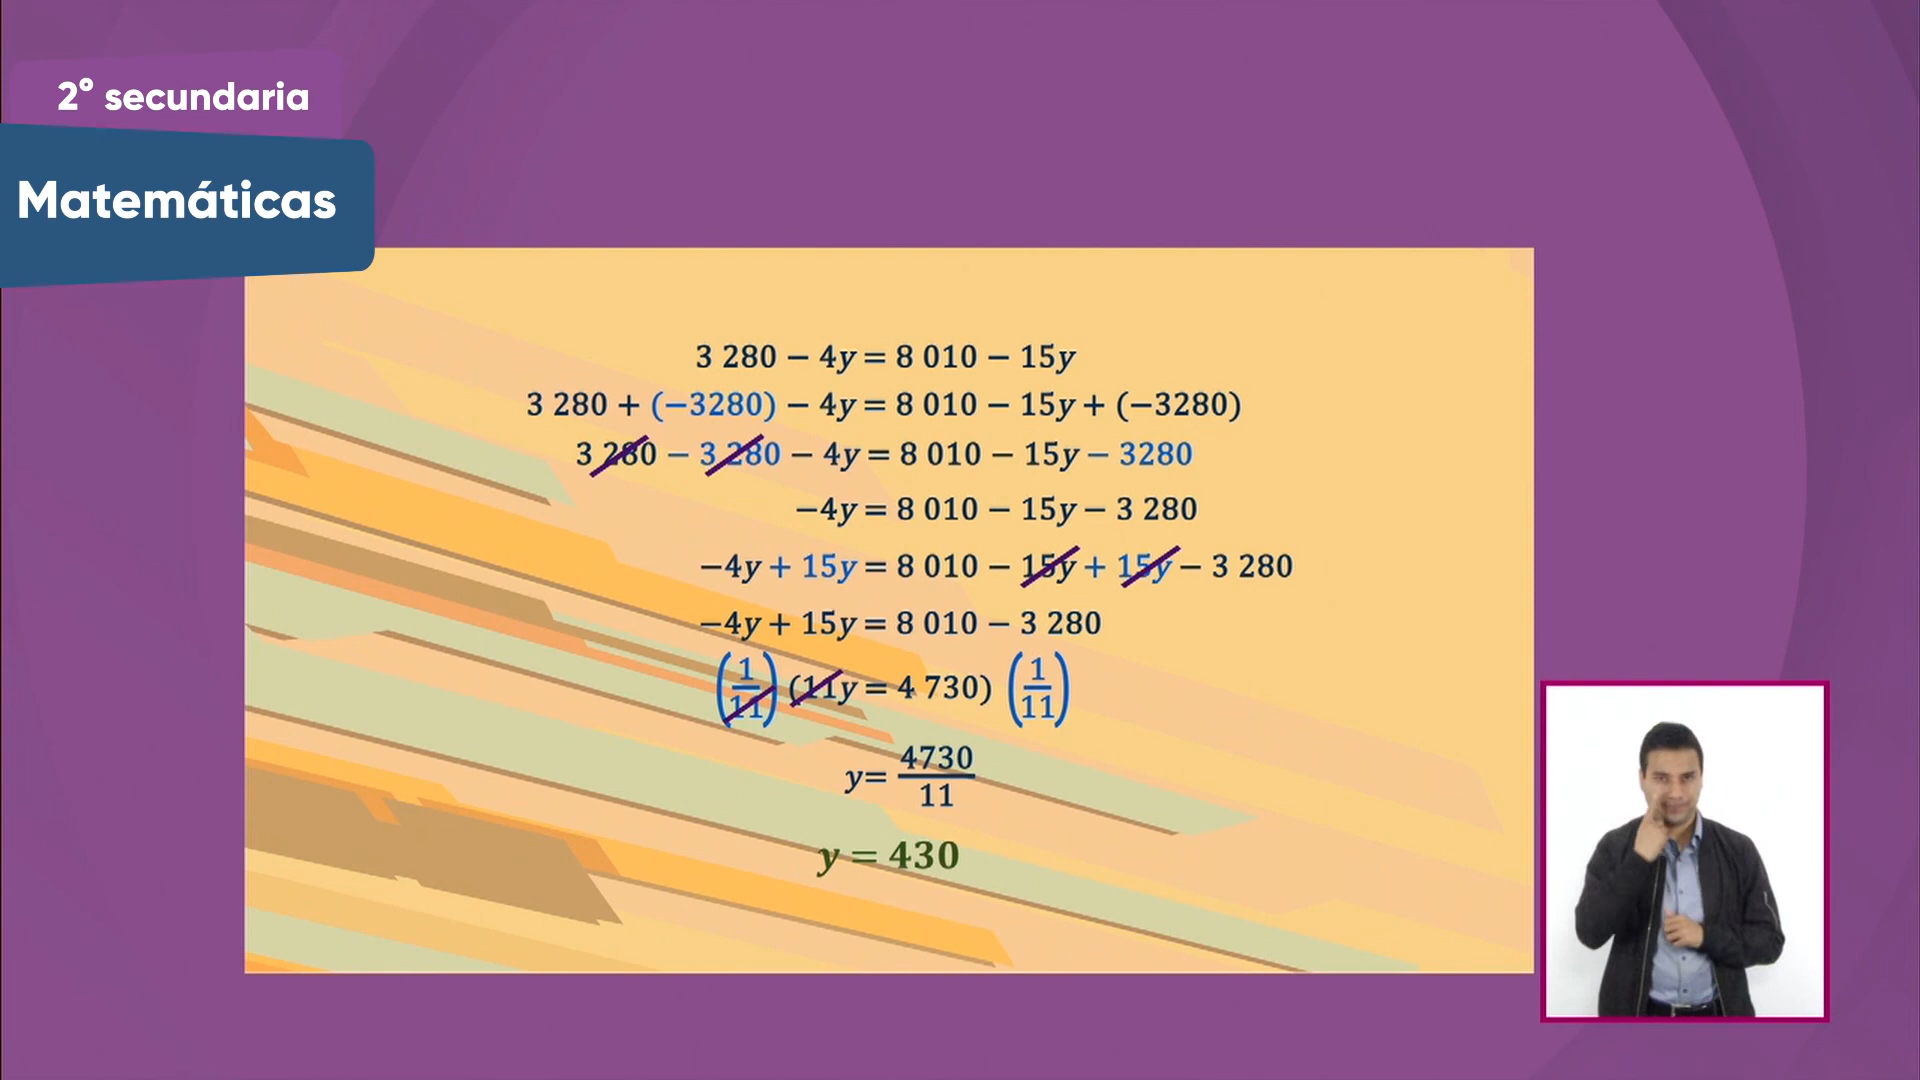 2° secundaria
Matemáticas
3 280 − 4y = 8 010 − 15y
3 280 + (−3280) − 4y = 8 010 − 15y + (−3280)
3 280 − 3 280 − 4y = 8 010 − 15y − 3280
−4y = 8 010 − 15y − 3 280
−4y + 15y = 8 010 − 15y + 15y − 3 280
−4y + 15y = 8 010 − 3 280
(1/11) (11y = 4 730) (1/11)
y= 4730/11
y = 430